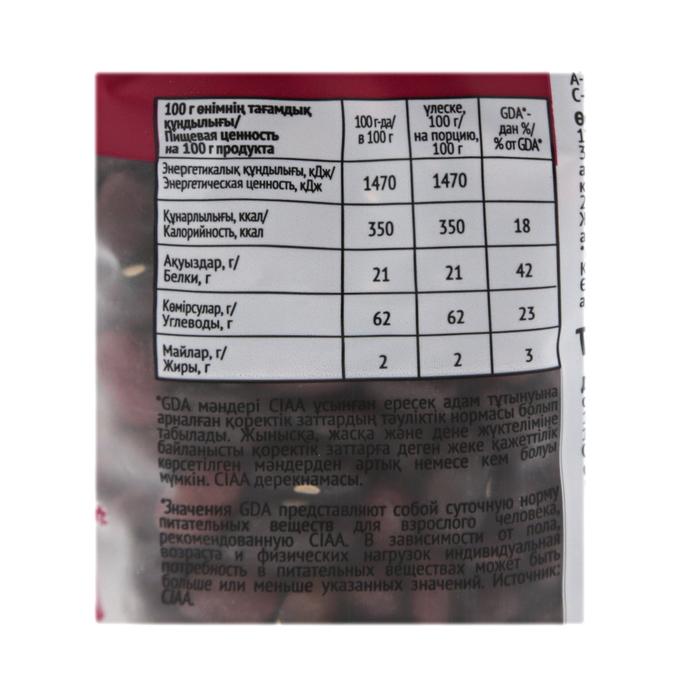 100 г өнімнің тағамдық
құндылығы/
Пищевая ценность
на 100 г продукта
100 г-да/
в 100 г
үлеске,
100 г/
на порцию,
100 г
GDA*-
дан %/
% от GDA*
Энергетикалық құндылығы, кДж/
Энергетическая ценность, кДж
1470
1470
Құнарлылығы, ккал/
Калорийность, ккал
350
350
18
Ақуыздар, г/
Белки, г
21
21
42
Көмірсулар, г/
Углеводы, г
62
62
23
Майлар, г/
Жиры, г
2
2
3
*GDA мәндері CIAA ұсынған ересек адам тұтынуына
арналған қоректік заттардың тәуліктік нормасы болып
табылады. Жынысқа, жасқа және дене жүктеліміне
байланысты қоректік заттарға деген жеке қажеттілік
көрсетілген мәндерден артық немесе кем болуы
мүмкін. CIAA дерекнамасы.
*Значения GDA представляют собой суточную норму
питательных веществ для взрослого человека,
рекомендованную CIAA. В зависимости от пола,
возраста и физических нагрузок индивидуальная
потребность в питательных веществах может быть
больше или меньше указанных значений. Источник:
CIAA.